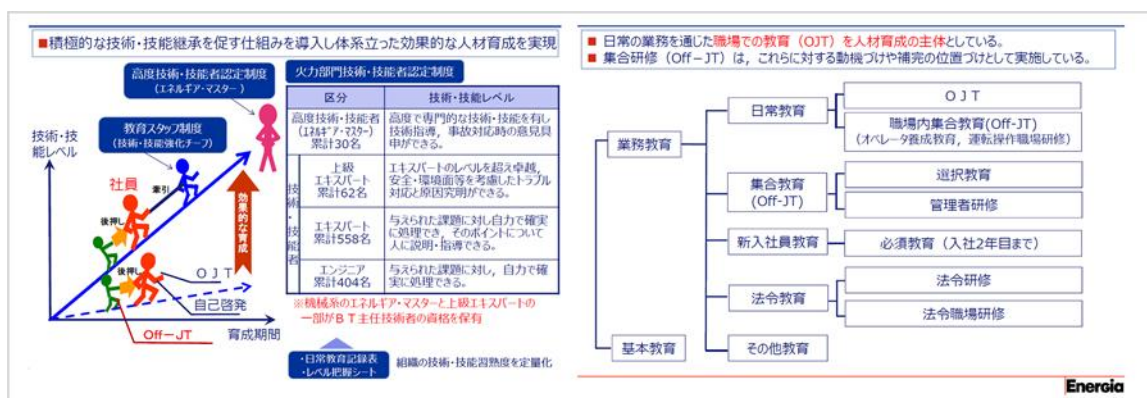 ■積極的な技術・技能継承を促す仕組みを導入し体系立った効果的な人材育成を実現
高度技術・技能者認定制度
(エネルギア・マスター)
教育スタッフ制度
(技術・技能強化チーフ)
技術・技
能レベル
社員
牽引
後押し
後押し
OJT
自己啓発
Off-JT
育成期間
効果的な育成
火力部門技術・技能者認定制度
区分
技術・技能レベル
高度技術・技能者
(エネルギア・マスター)
累計30名
高度で専門的な技術・技能を有し
技術指導，事故対応時の意見具
申ができる。
技術・技能者
上級
エキスパート
累計62名
エキスパートのレベルを超え卓越，
安全・環境面等を考慮したトラブル
対応と原因究明ができる。
エキスパート
累計558名
与えられた課題に対し自力で確実
に処理でき，そのポイントについて
人に説明・指導できる。
エンジニア
累計404名
与えられた課題に対し，自力で確
実に処理できる。
※機械系のエネルギア・マスターと上級エキスパートの
一部がBT主任技術者の資格を保有
・日常教育記録表
・レベル把握シート
組織の技術・技能習熟度を定量化
■ 日常の業務を通じた職場での教育（OJT）を人材育成の主体としている。
■ 集合研修（Off－JT）は，これらに対する動機づけや補完の位置づけとして実施している。
業務教育
日常教育
OJT
職場内集合教育(Off-JT)
(オペレータ養成教育，運転操作職場研修)
集合教育
(Off-JT)
選択教育
管理者研修
新入社員教育
必須教育（入社2年目まで）
法令教育
法令研修
法令職場研修
基本教育
その他教育
Energia